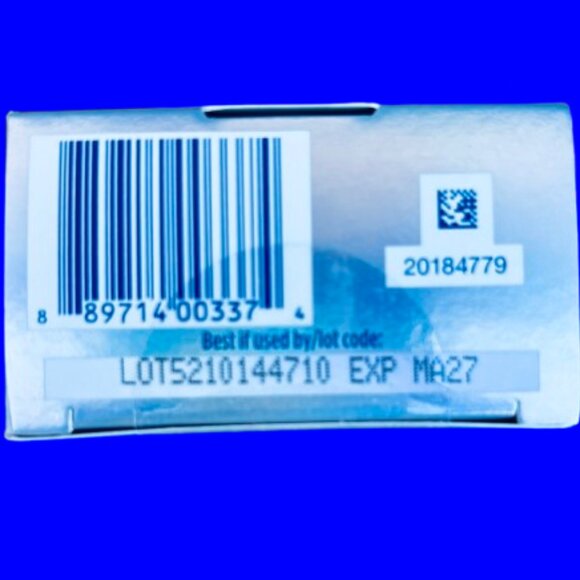 8 89714 00337 4
20184779
Best if used by/lot code:
LOT5210144710 EXP MA27